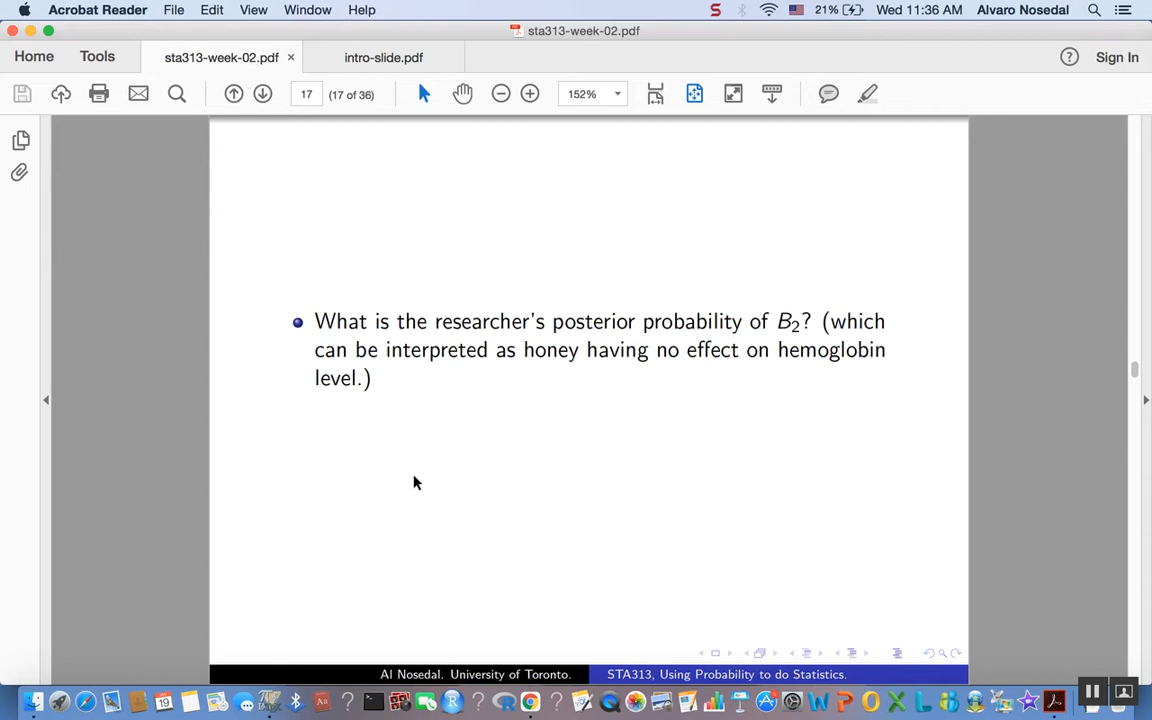 Acrobat Reader File Edit View Window Help S 21% Wed 11:36 AM Alvaro Nosedal
sta313-week-02.pdf
Home Tools sta313-week-02.pdf × intro-slide.pdf ? Sign In
17 (17 of 36) 152%
What is the researcher's posterior probability of B₂? (which
can be interpreted as honey having no effect on hemoglobin
level.)
Al Nosedal. University of Toronto. STA313, Using Probability to do Statistics.